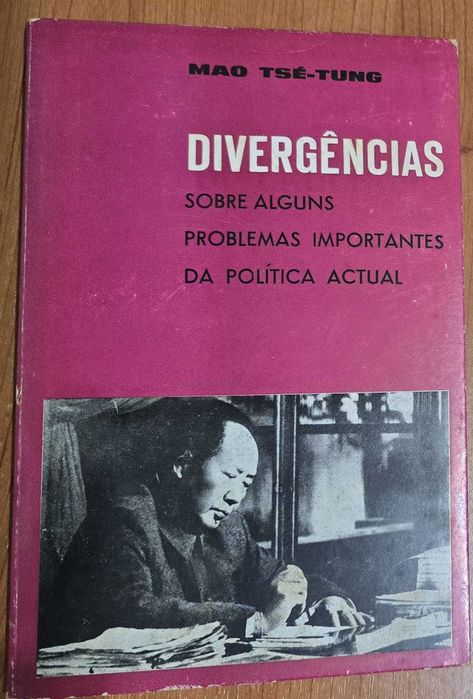 MAO TSÉ-TUNG
DIVERGÊNCIAS
SOBRE ALGUNS
PROBLEMAS IMPORTANTES
DA POLÍTICA ACTUAL